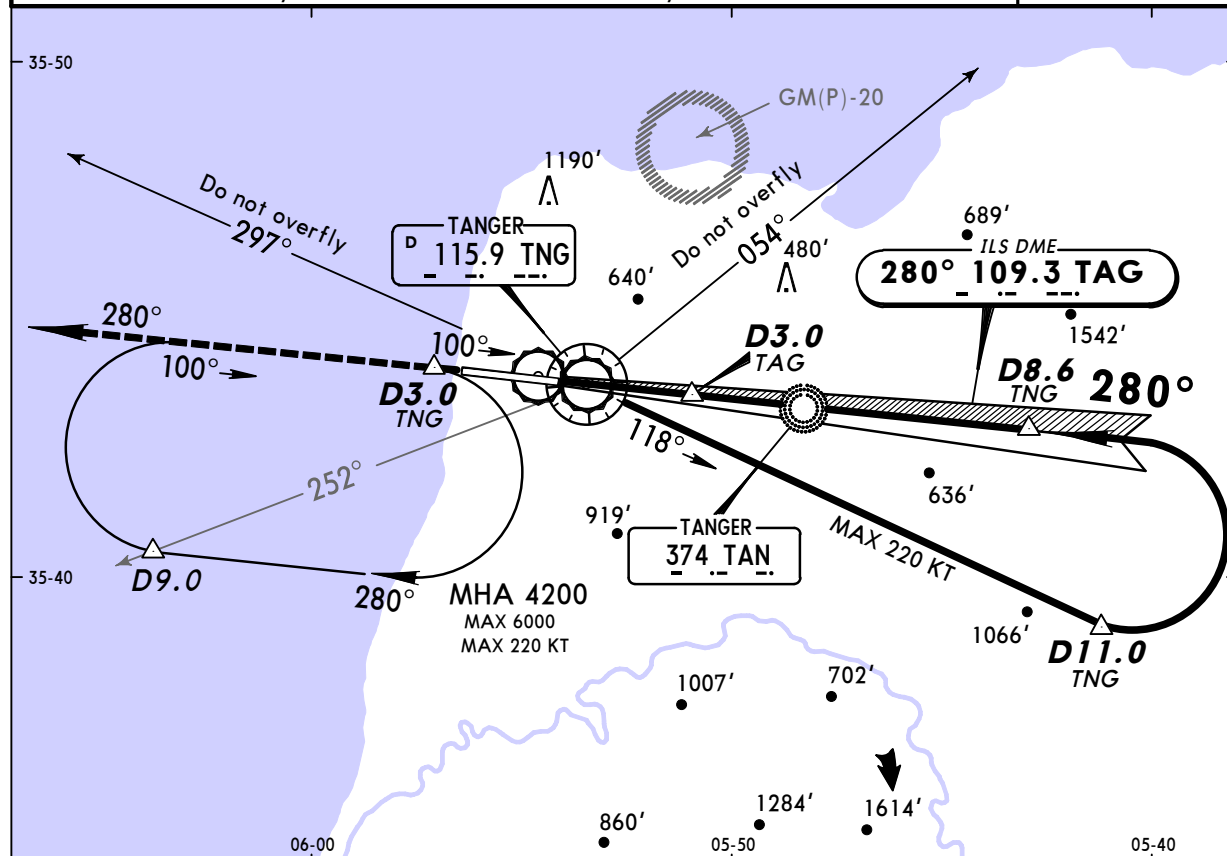 35-50
GM(P)-20
1190'
Do not overfly
297°
Do not overfly
054°
TANGER
D 115.9 TNG
689'
480'
ILS DME
280° 109.3 TAG
640'
1542'
280°
100°
100°
D3.0
TAG
D8.6
TNG
280°
D3.0
TNG
118°
252°
636'
919'
TANGER
374 TAN
MAX 220 KT
35-40
D9.0
280°
MHA 4200
MAX 6000
MAX 220 KT
1066'
D11.0
TNG
1007'
702'
1284'
1614'
860'
06-00
05-50
05-40